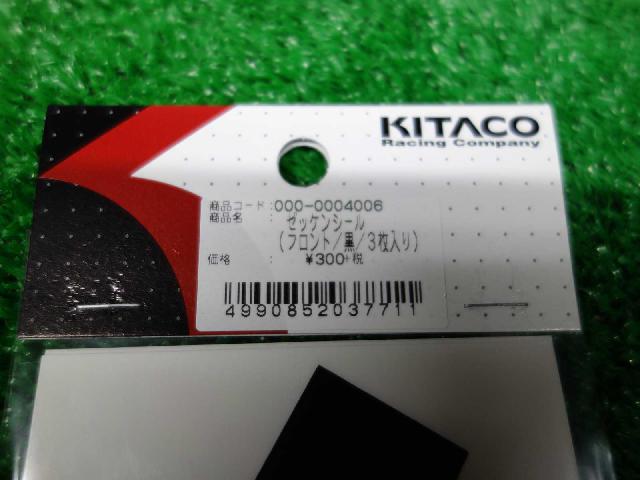 KITACO
Racing Company
商品コード:000-0004006
商品名 : ゼッケンシール
(フロント/黒/3枚入り)
価格 : ¥300+税
4990852037711